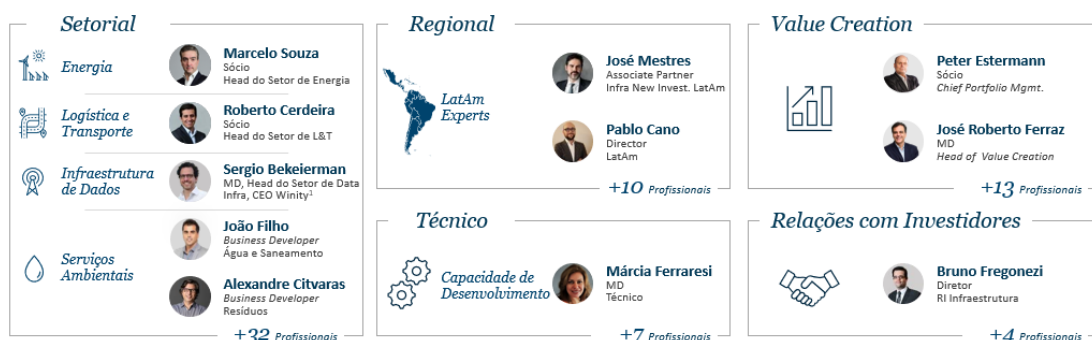 Setorial
Energia
Marcelo Souza
Sócio
Head do Setor de Energia
Logística e
Transporte
Roberto Cerdeira
Sócio
Head do Setor de L&T
Infraestrutura
de Dados
Sergio Bekeierman
MD, Head do Setor de Data
Infra, CEO Winity¹
Serviços
Ambientais
João Filho
Business Developer
Água e Saneamento
Alexandre Citvaras
Business Developer
Resíduos
+32 Profissionais
Regional
LatAm
Experts
José Mestres
Associate Partner
Infra New Invest. LatAm
Pablo Cano
Director
LatAm
+10 Profissionais
Técnico
Capacidade de
Desenvolvimento
Márcia Ferraresi
MD
Técnico
+7 Profissionais
Value Creation
Peter Estermann
Sócio
Chief Portfolio Mgmt.
José Roberto Ferraz
MD
Head of Value Creation
+13 Profissionais
Relações com Investidores
Bruno Fregonezi
Diretor
RI Infraestrutura
+4 Profissionais